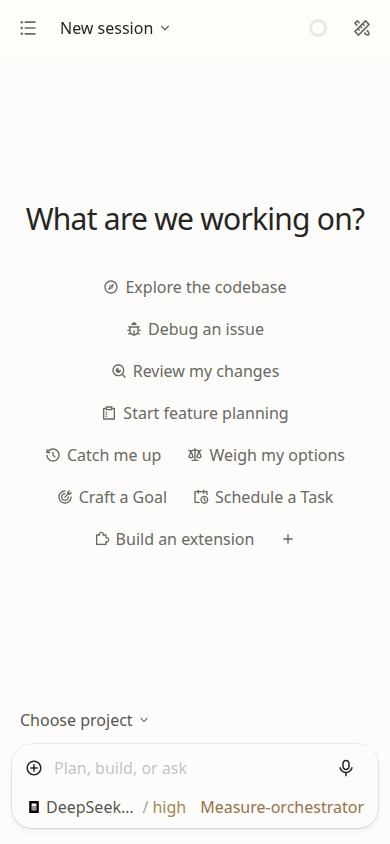 New session
What are we working on?
Explore the codebase
Debug an issue
Review my changes
Start feature planning
Catch me up Weigh my options
Craft a Goal Schedule a Task
Build an extension +
Choose project
Plan, build, or ask
DeepSeek... / high Measure-orchestrator